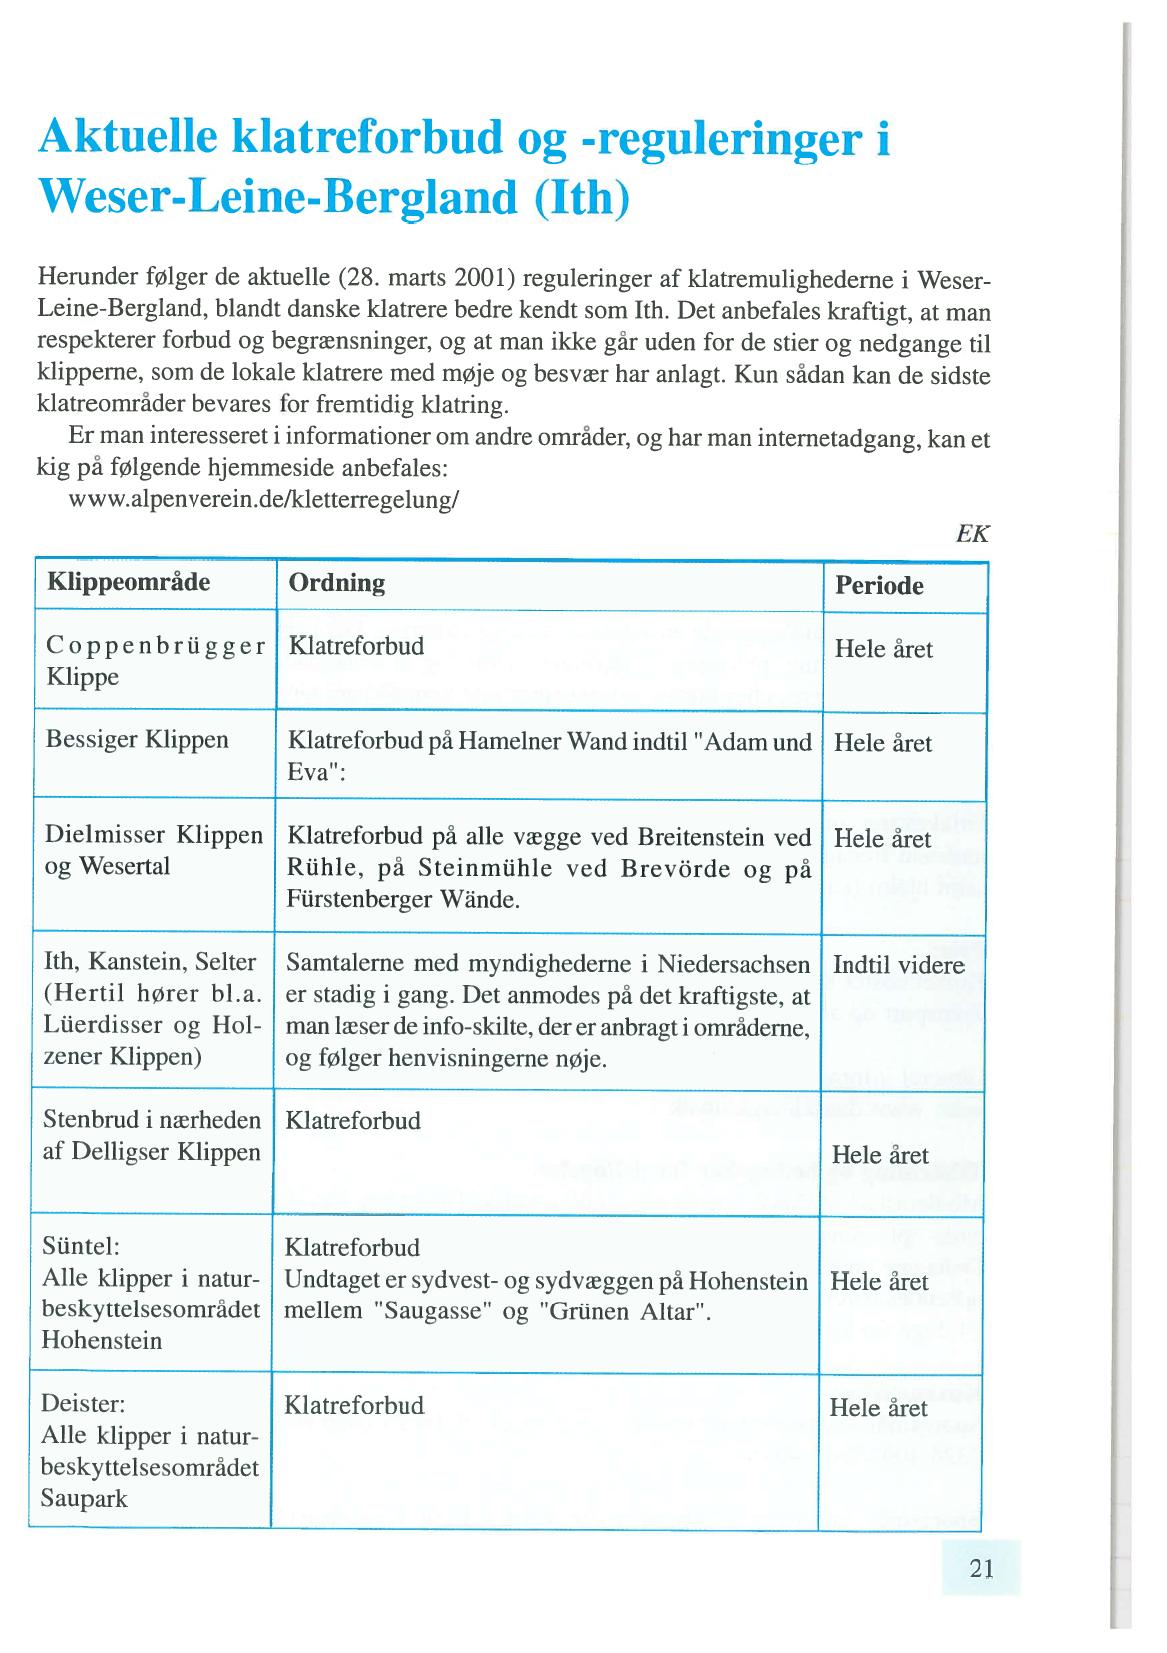 Aktuelle klatreforbud og -reguleringer i
Weser-Leine-Bergland (Ith)
Herunder følger de aktuelle (28. marts 2001) reguleringer af klatremulighederne i Weser-
Leine-Bergland, blandt danske klatrere bedre kendt som Ith. Det anbefales kraftigt, at man
respekterer forbud og begrænsninger, og at man ikke går uden for de stier og nedgange til
klipperne, som de lokale klatrere med møje og besvær har anlagt. Kun sådan kan de sidste
klatreområder bevares for fremtidig klatring.
Er man interesseret i informationer om andre områder, og har man internetadgang, kan et
kig på følgende hjemmeside anbefales:
www.alpenverein.de/kletterregelung/
EK
Klippeområde
Ordning
Periode
Coppenbrügger
Klippe
Klatreforbud
Hele året
Bessiger Klippen
Klatreforbud på Hamelner Wand indtil "Adam und
Eva":
Hele året
Dielmisser Klippen
og Wesertal
Klatreforbud på alle vægge ved Breitenstein ved
Rühle, på Steinmühle ved Brevörde og på
Fürstenberger Wände.
Hele året
Ith, Kanstein, Selter
(Hertil hører bl.a.
Lüerdisser og Hol-
zener Klippen)
Samtalerne med myndighederne i Niedersachsen
er stadig i gang. Det anmodes på det kraftigste, at
man læser de info-skilte, der er anbragt i områderne,
og følger henvisningerne nøje.
Indtil videre
Stenbrud i nærheden
af Delligser Klippen
Klatreforbud
Hele året
Süntel:
Alle klipper i natur-
beskyttelsesområdet
Hohenstein
Klatreforbud
Undtaget er sydvest- og sydvæggen på Hohenstein
mellem "Saugasse" og "Grünen Altar".
Hele året
Deister:
Alle klipper i natur-
beskyttelsesområdet
Saupark
Klatreforbud
Hele året
21